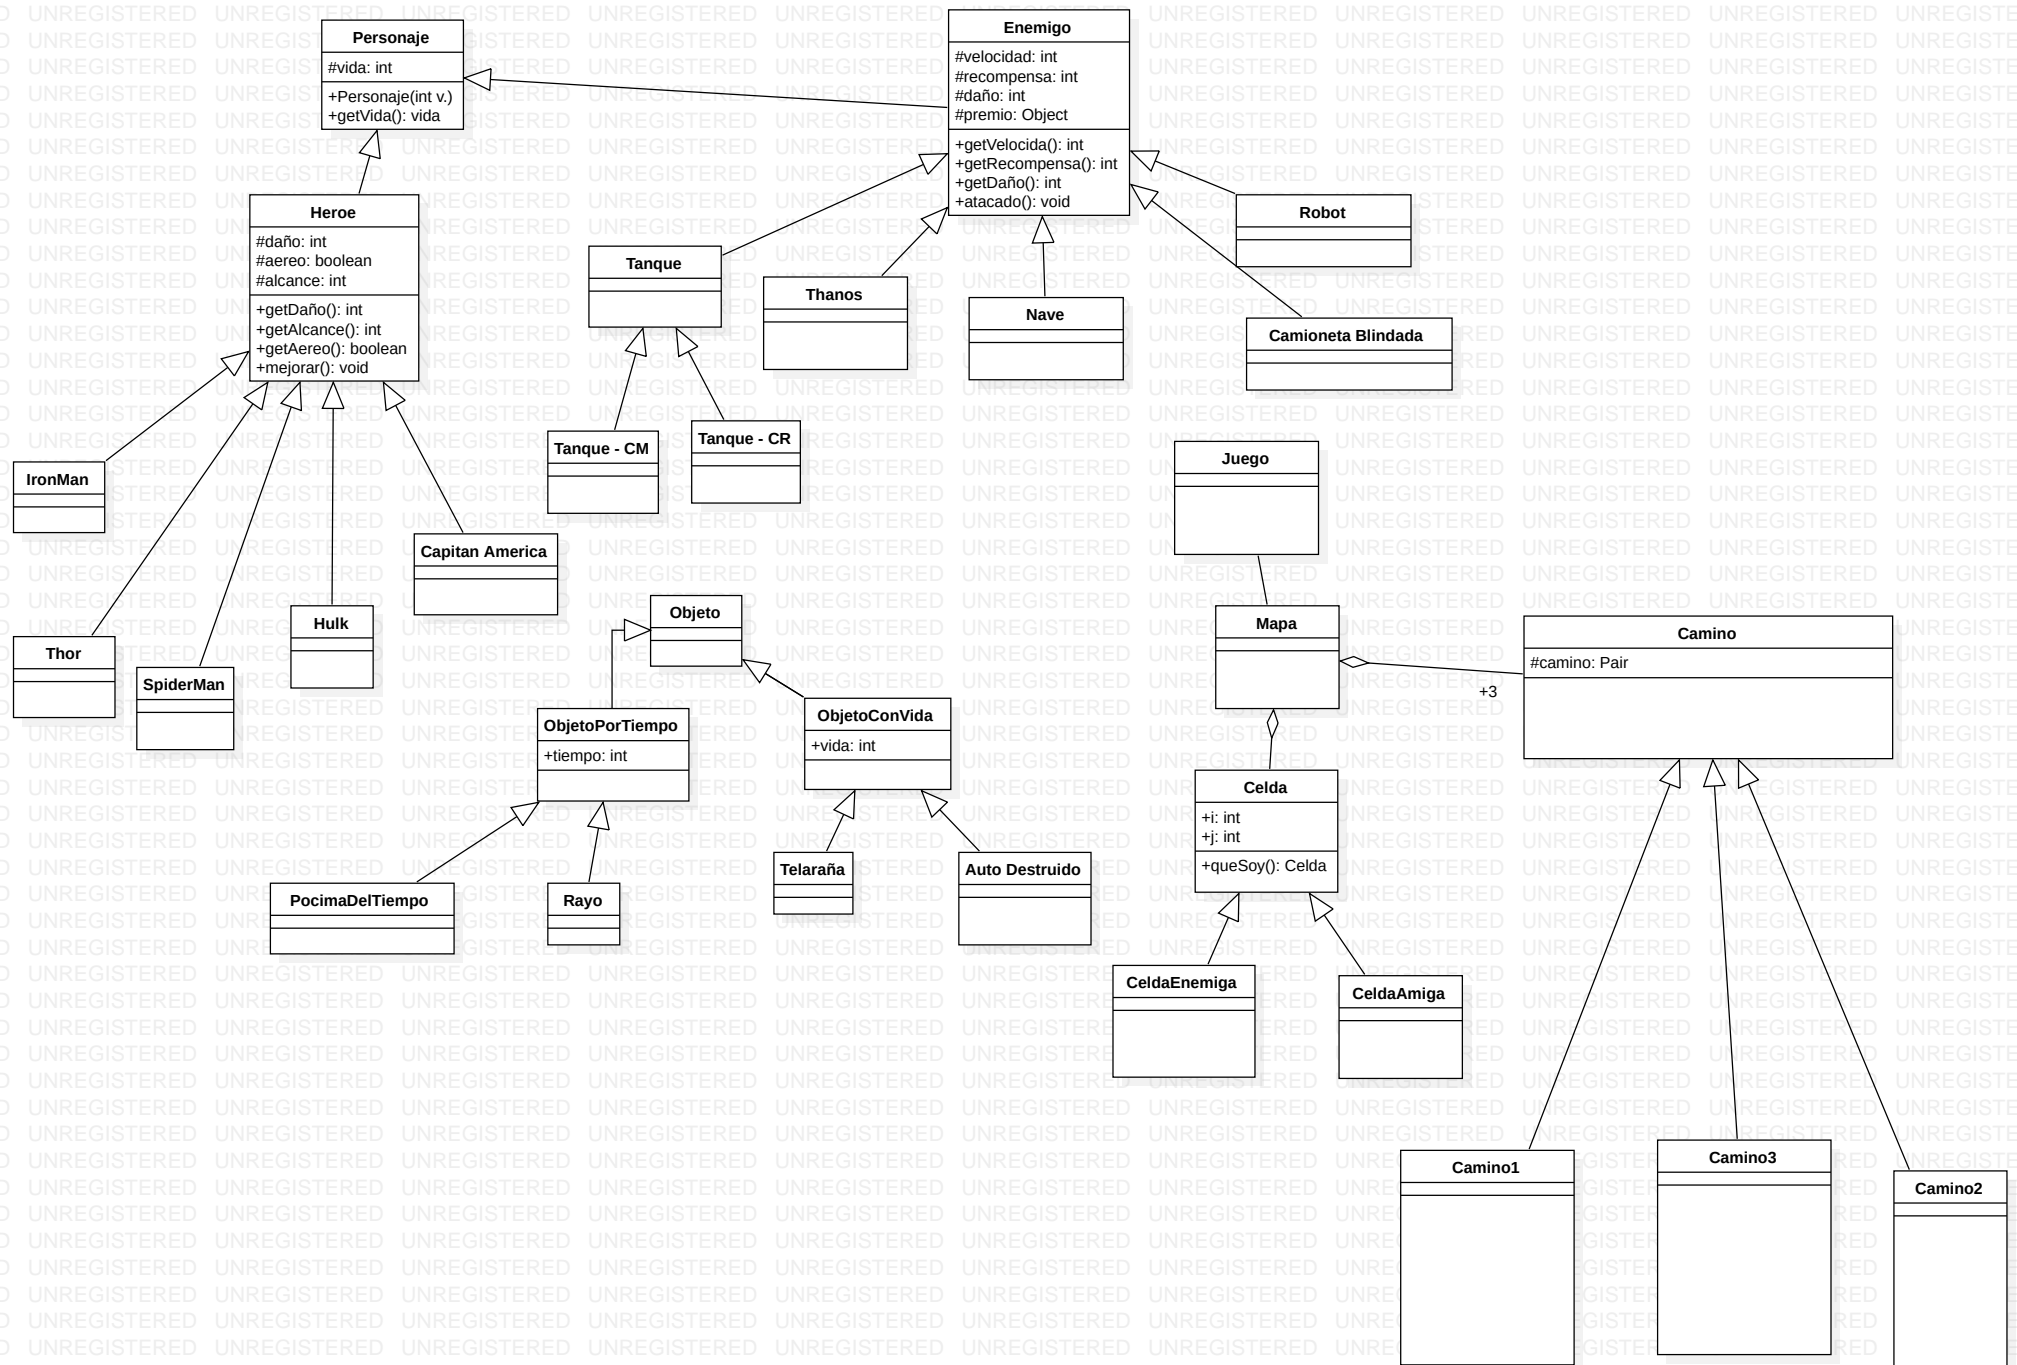 Personaje
#vida: int
+Personaje(int v.)
+getVida(): vida
Enemigo
#velocidad: int
#recompensa: int
#daño: int
#premio: Object
+getVelocida(): int
+getRecompensa(): int
+getDaño(): int
+atacado(): void
Heroe
#daño: int
#aereo: boolean
#alcance: int
+getDaño(): int
+getAlcance(): int
+getAereo(): boolean
+mejorar(): void
Robot
Tanque
Thanos
Nave
Camioneta Blindada
Tanque - CM
Tanque - CR
Juego
IronMan
Capitan America
Objeto
Hulk
Mapa
Camino
#camino: Pair
+3
Thor
SpiderMan
ObjetoPorTiempo
+tiempo: int
ObjetoConVida
+vida: int
Celda
+i: int
+j: int
+queSoy(): Celda
Telaraña
Auto Destruido
PocimaDelTiempo
Rayo
CeldaEnemiga
CeldaAmiga
Camino1
Camino3
Camino2
UNREGISTERED